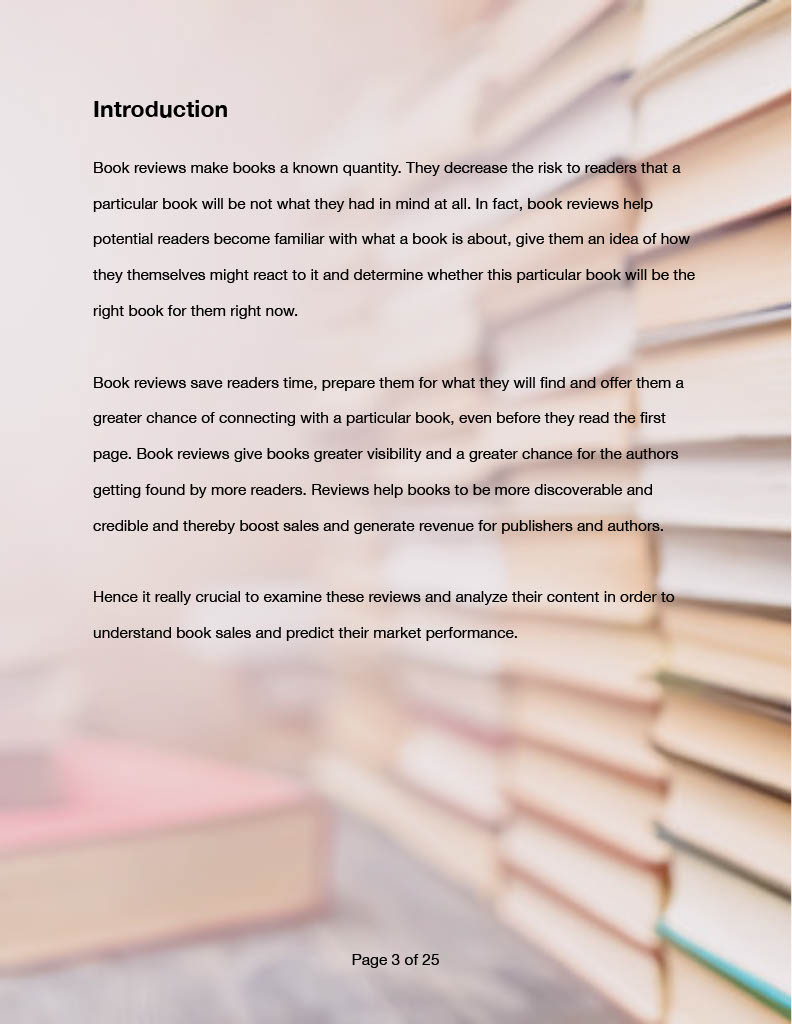 Introduction
Book reviews make books a known quantity. They decrease the risk to readers that a
particular book will be not what they had in mind at all. In fact, book reviews help
potential readers become familiar with what a book is about, give them an idea of how
they themselves might react to it and determine whether this particular book will be the
right book for them right now.
Book reviews save readers time, prepare them for what they will find and offer them a
greater chance of connecting with a particular book, even before they read the first
page. Book reviews give books greater visibility and a greater chance for the authors
getting found by more readers. Reviews help books to be more discoverable and
credible and thereby boost sales and generate revenue for publishers and authors.
Hence it really crucial to examine these reviews and analyze their content in order to
understand book sales and predict their market performance.
Page 3 of 25